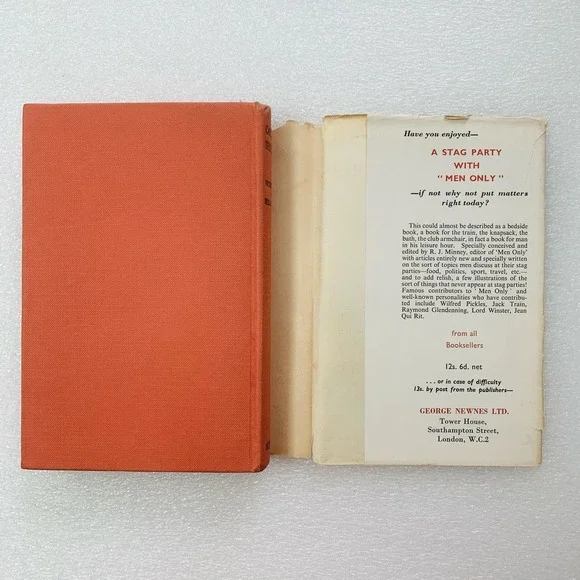 Have you enjoyed—
A STAG PARTY
WITH
"MEN ONLY"
—if not why not put matters
right today?
This could almost be described as a bedside
book, a book for the train, the knapsack, the
bath, the club armchair, in fact a book for man in
his leisure hour. Specially conceived and
edited by R. J. Minney, editor of 'Men Only'
with articles entirely new and specially written
on the sort of topics men discuss at their stag
parties—food, politics, sport, travel, etc.—
and to add relish, a few illustrations of the
sort of things that never appear at stag parties!
Famous contributors to 'Men Only' and
well-known personalities who have contributed
include Wilfred Pickles, Jack Train,
Raymond Glendenning, Lord Winster, Jean
Qui Rit.
from all
Booksellers
12s. 6d. net
. . . or in case of difficulty
13s. by post from the publishers—
GEORGE NEWNES LTD.
Tower House,
Southampton Street,
London, W.C.2